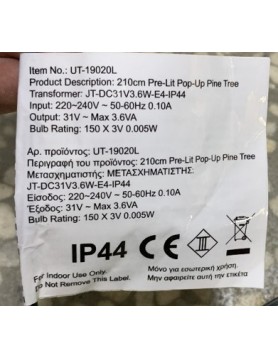 Item No.: UT-19020L
Product Description: 210cm Pre-Lit Pop-Up Pine Tree
Transformer: JT-DC31V3.6W-E4-IP44
Input: 220~240V ~ 50-60Hz 0.10A
Output: 31V ~ Max 3.6VA
Bulb Rating: 150 X 3V 0.005W
Αρ. προϊόντος: UT-19020L
Περιγραφή του προϊόντος: 210cm Pre-Lit Pop-Up Pine Tree
Μετασχηματιστής: ΜΕΤΑΣΧΗΜΑΤΙΣΤΗΣ:
JT-DC31V3.6W-E4-IP44
Είσοδος: 220~240V ~ 50-60Hz 0.10A
Έξοδος: 31V ~ Max 3.6VA
Bulb Rating: 150 X 3V 0.005W
IP44 CE
For Indoor Use Only.
Do Not Remove This Label.
Μόνο για εσωτερική χρήση.
Μην αφαιρείτε αυτή την ετικέτα